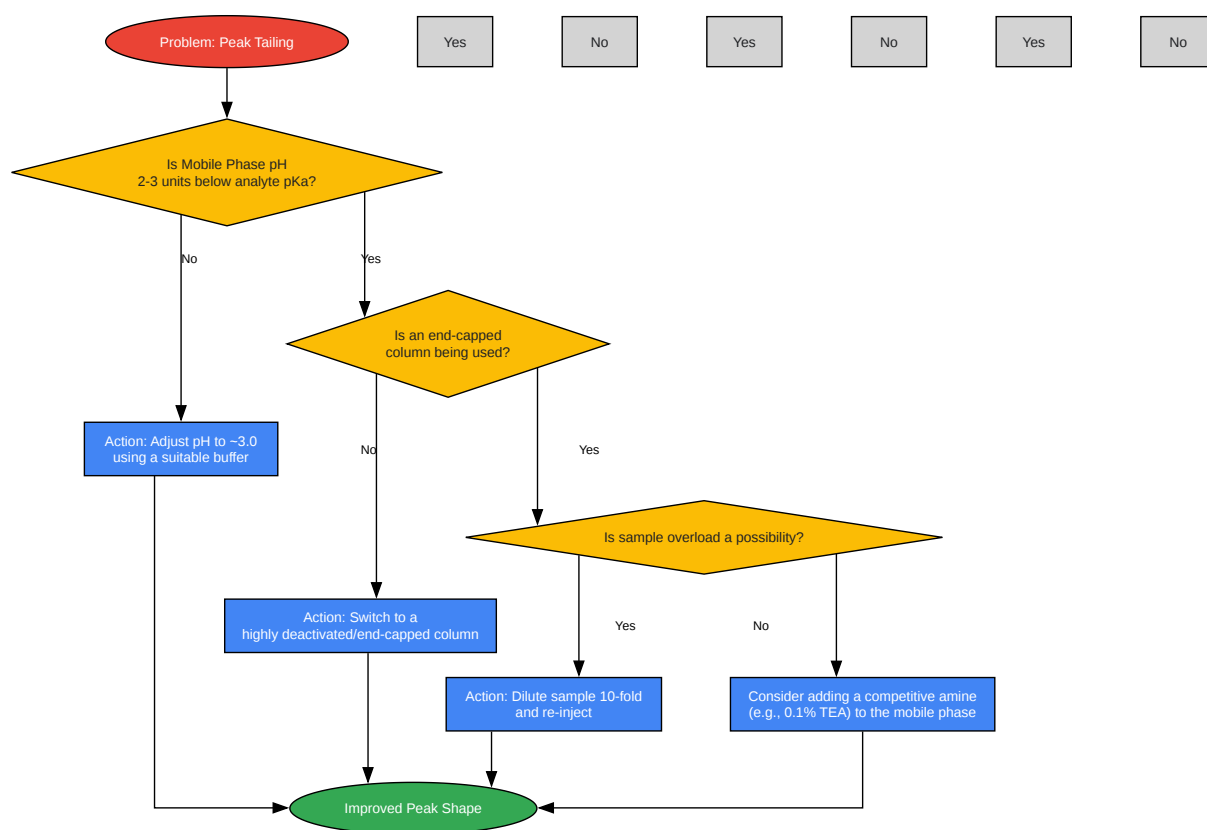 Problem: Peak Tailing
Yes
No
Yes
No
Yes
No
Is Mobile Phase pH
2-3 units below analyte pKa?
No
Yes
Is an end-capped
column being used?
Action: Adjust pH to ~3.0
using a suitable buffer
No
Yes
Is sample overload a possibility?
Action: Switch to a
highly deactivated/end-capped column
Yes
No
Action: Dilute sample 10-fold
and re-inject
Consider adding a competitive amine
(e.g., 0.1% TEA) to the mobile phase
Improved Peak Shape